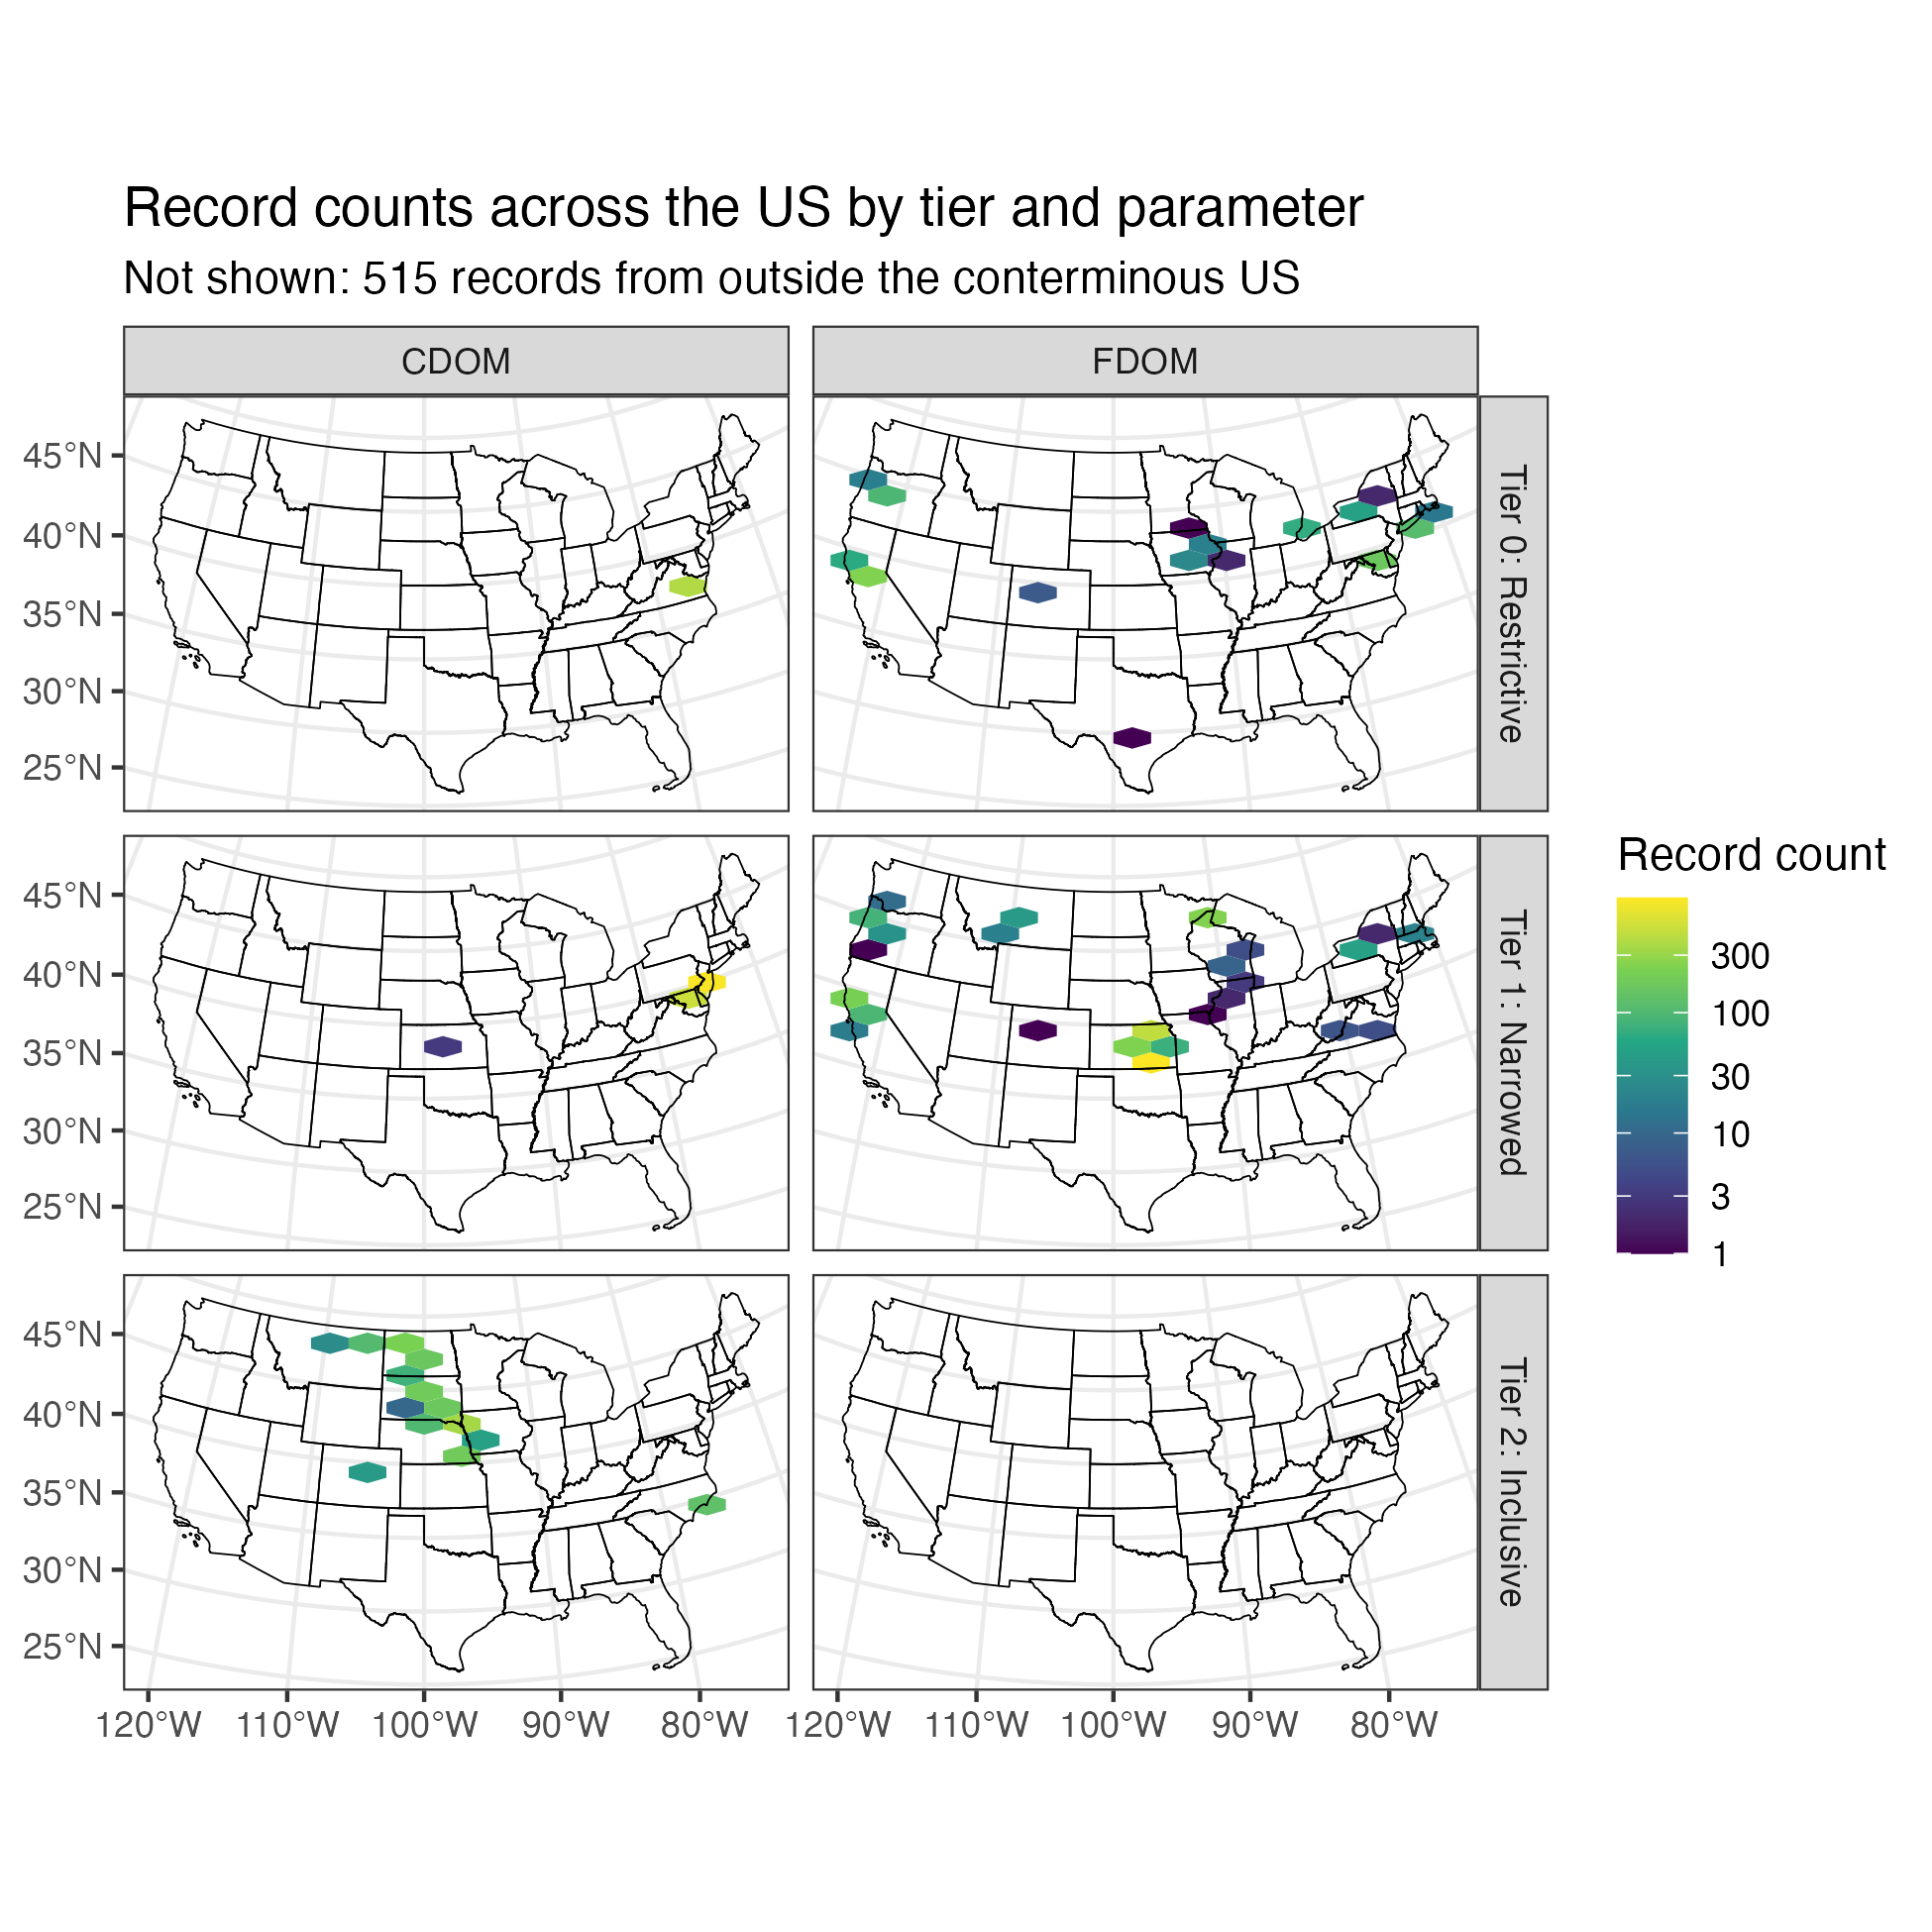 Record counts across the US by tier and parameter
Not shown: 515 records from outside the conterminous US
CDOM
FDOM
45°N
40°N
35°N
30°N
25°N
Tier 0: Restrictive
45°N
40°N
35°N
30°N
25°N
Tier 1: Narrowed
Record count
300
100
30
10
3
1
45°N
40°N
35°N
30°N
25°N
Tier 2: Inclusive
120°W 110°W 100°W 90°W 80°W
120°W 110°W 100°W 90°W 80°W